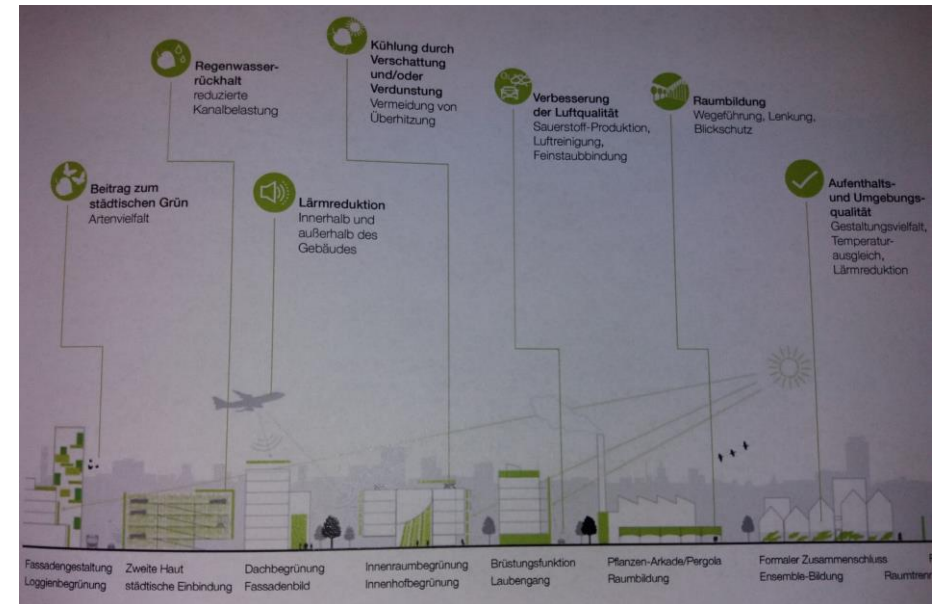 Regenwasser-
rückhalt
reduzierte
Kanalbelastung
Kühlung durch
Verschattung
und/oder
Verdunstung
Vermeidung von
Überhitzung
Verbesserung
der Luftqualität
Sauerstoff-Produktion,
Luftreinigung,
Feinstaubbindung
Raumbildung
Wegeführung, Lenkung,
Blickschutz
Beitrag zum
städtischen Grün
Artenvielfalt
Lärmreduktion
Innerhalb und
außerhalb des
Gebäudes
Aufenthalts-
und Umgebungs-
qualität
Gestaltungsvielfalt,
Temperatur-
ausgleich,
Lärmreduktion
Fassadengestaltung
Loggienbegrünung
Zweite Haut
städtische Einbindung
Dachbegrünung
Fassadenbild
Innenraumbegrünung
Innenhofbegrünung
Brüstungsfunktion
Laubengang
Pflanzen-Arkade/Pergola
Raumbildung
Formaler Zusammenschluss
Ensemble-Bildung